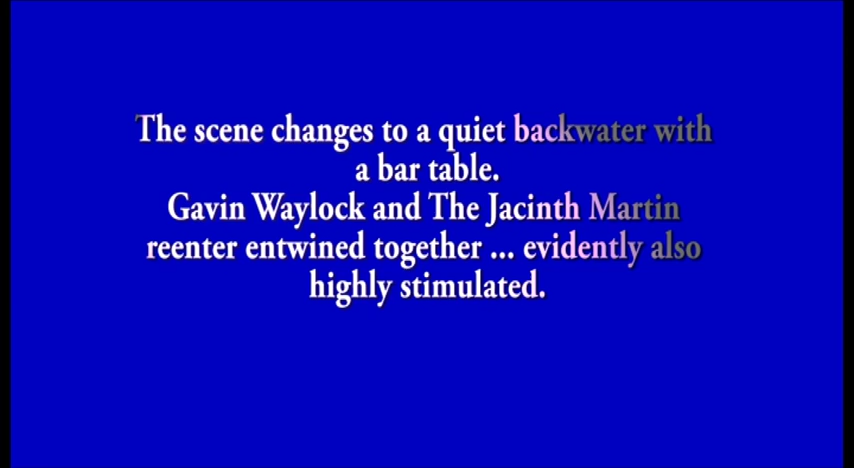 The scene changes to a quiet backwater with
a bar table.
Gavin Waylock and The Jacinth Martin
reenter entwined together ... evidently also
highly stimulated.